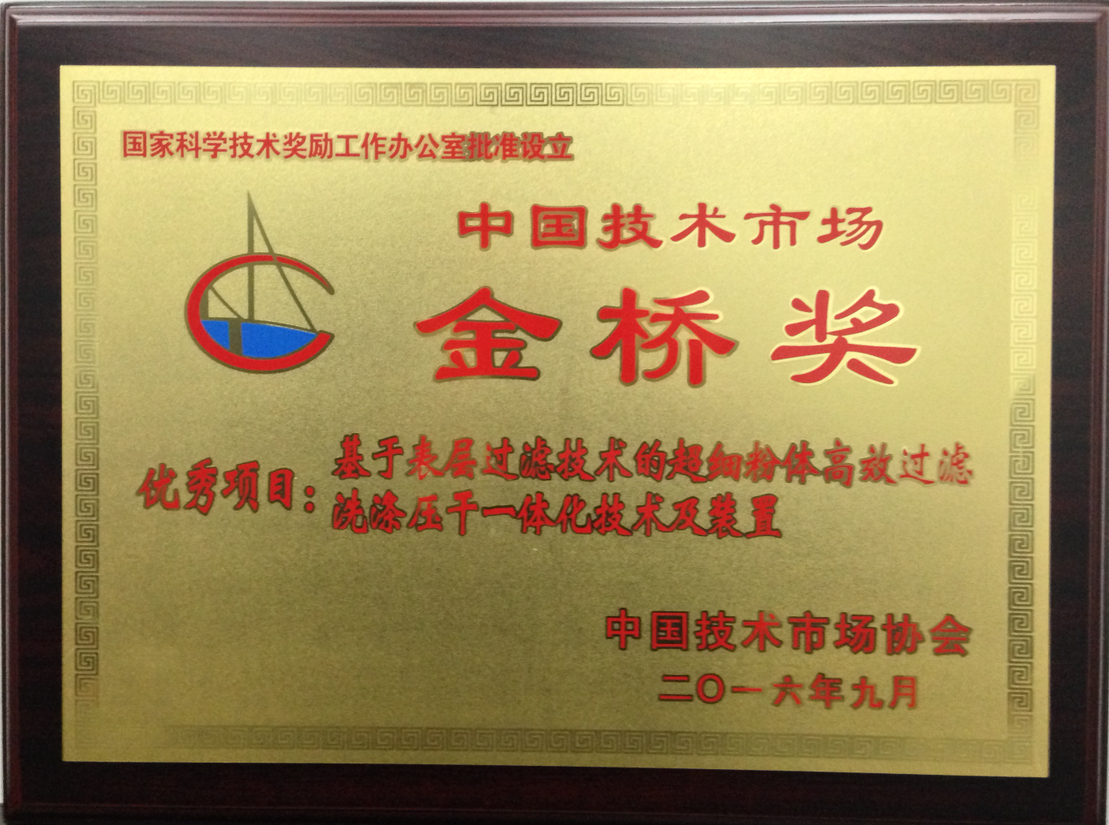 国家科学技术奖励工作办公室批准设立
中国技术市场
金桥奖
优秀项目：基于表层过滤技术的超细粉体高效过滤
洗涤压干一体化技术及装置
中国技术市场协会
二〇一六年九月